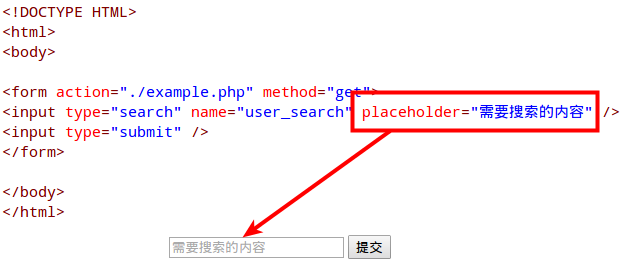 <!DOCTYPE HTML>
<html>
<body>
<form action="./example.php" method="get">
<input type="search" name="user_search" placeholder="需要搜索的内容" />
<input type="submit" />
</form>
</body>
</html>
需要搜索的内容 提交